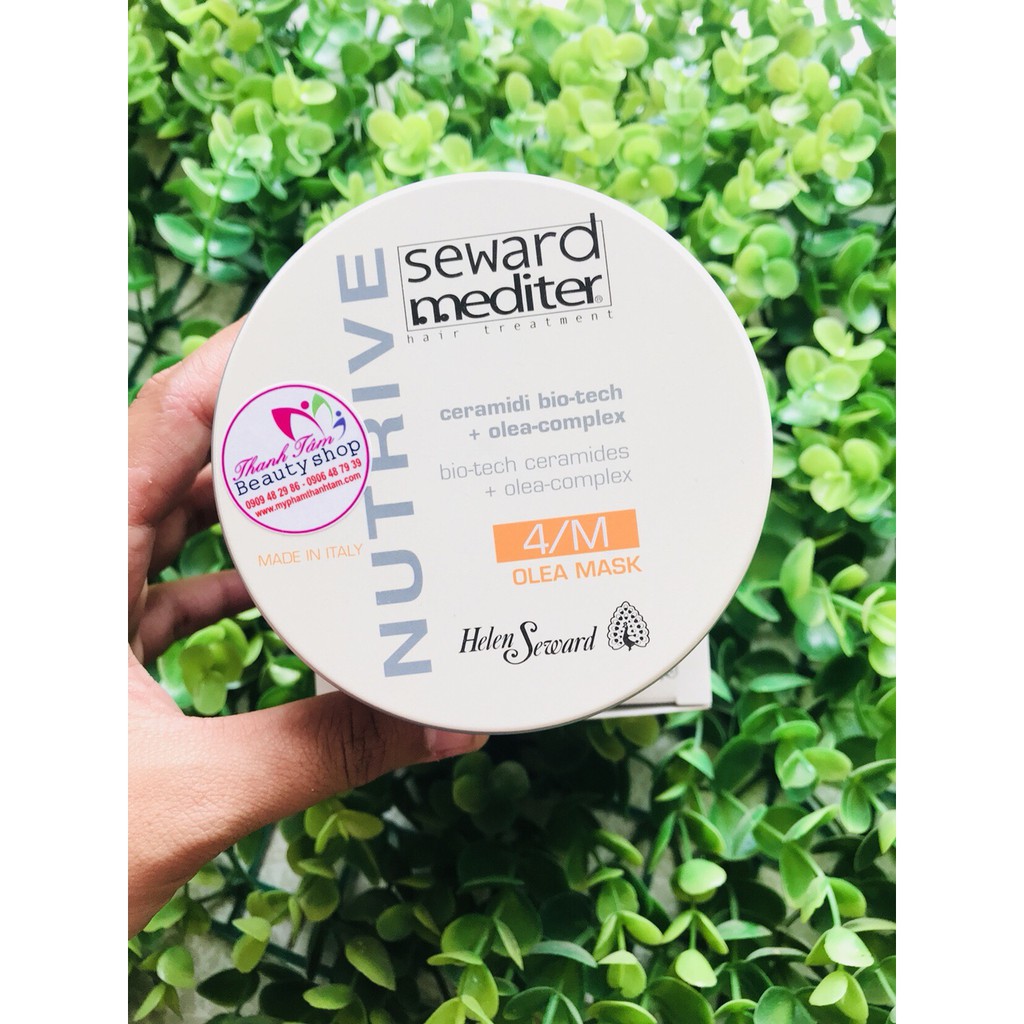 seward
mediter®
hair treatment
NUTRIVE
ceramidi bio-tech
+ olea-complex
bio-tech ceramides
+ olea-complex
4/M
OLEA MASK
Helen Seward
Thanh Tâm
Beauty shop
0909 48 29 86 - 0906 48 79 39
www.myphamthanhtam.com
MADE IN ITALY